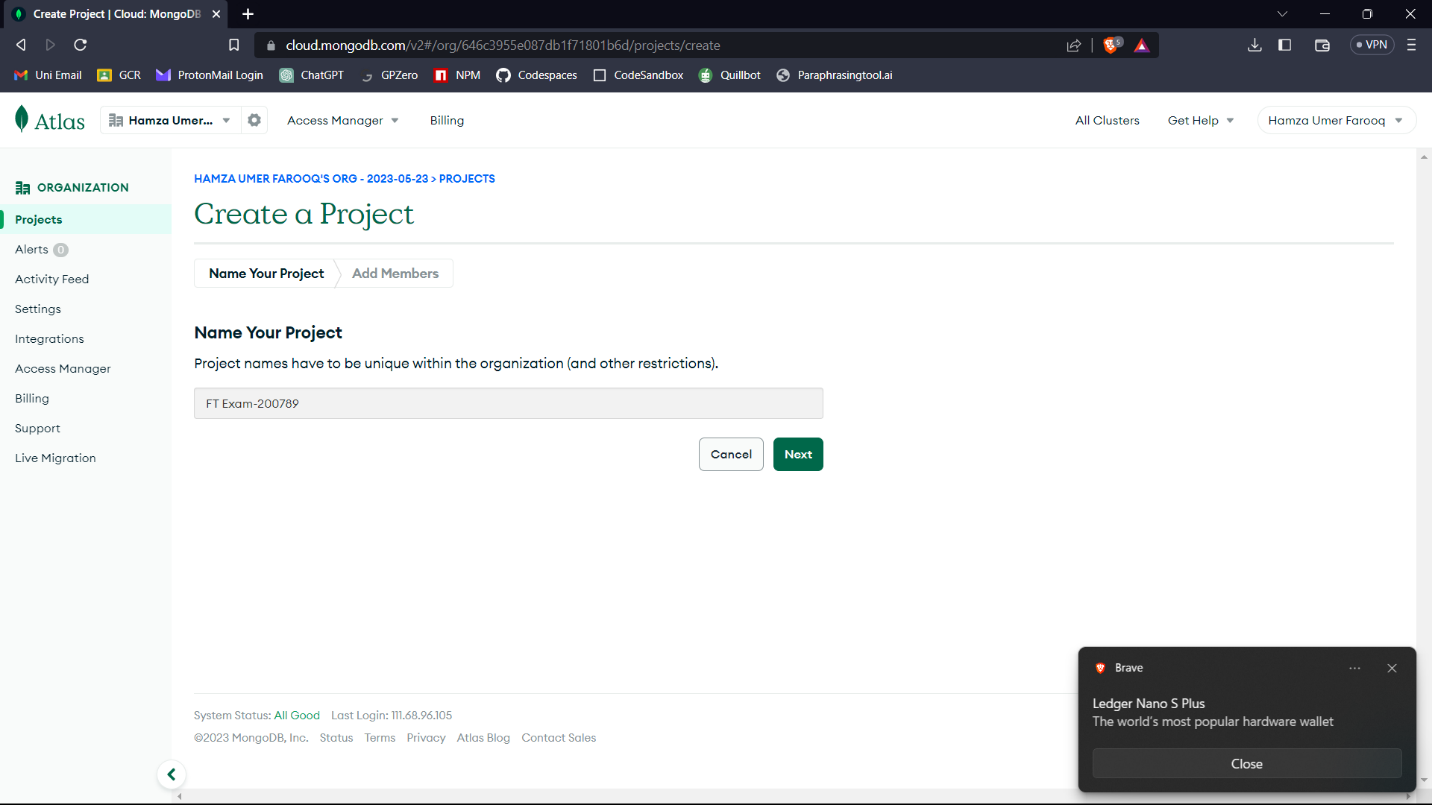 Create Project | Cloud: MongoDB
cloud.mongodb.com/v2#/org/646c3955e087db1f71801b6d/projects/create
5
VPN
Uni Email GCR ProtonMail Login ChatGPT GPZero NPM Codespaces CodeSandbox Quillbot Paraphrasingtool.ai
Atlas Hamza Umer... Access Manager Billing All Clusters Get Help Hamza Umer Farooq
ORGANIZATION
Projects
Alerts 0
Activity Feed
Settings
Integrations
Access Manager
Billing
Support
Live Migration
HAMZA UMER FAROOQ'S ORG - 2023-05-23 > PROJECTS
Create a Project
Name Your Project Add Members
Name Your Project
Project names have to be unique within the organization (and other restrictions).
FT Exam-200789
Cancel Next
System Status: All Good Last Login: 111.68.96.105
©2023 MongoDB, Inc. Status Terms Privacy Atlas Blog Contact Sales
Brave
Ledger Nano S Plus
The world's most popular hardware wallet
Close